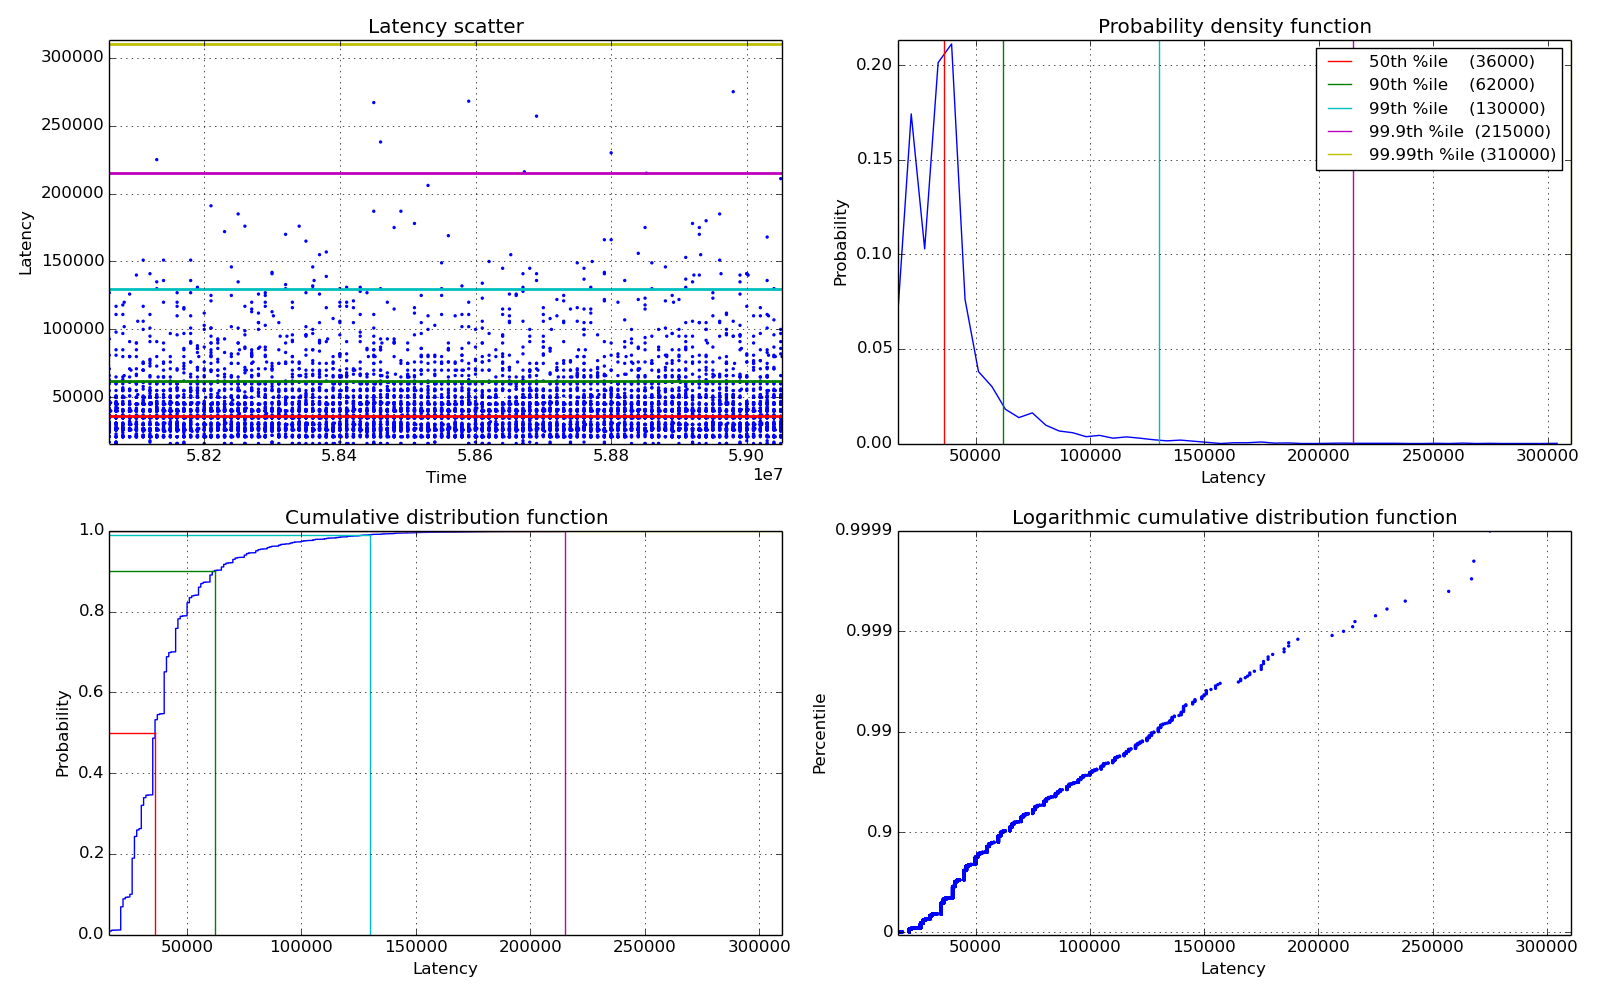 Latency scatter
300000
250000
200000
150000
100000
50000
Latency
5.82 5.84 5.86 5.88 5.90
1e7
Time
Probability density function
50th %ile (36000)
90th %ile (62000)
99th %ile (130000)
99.9th %ile (215000)
99.99th %ile (310000)
0.20
0.15
0.10
0.05
0.00
Probability
50000 100000 150000 200000 250000 300000
Latency
Cumulative distribution function
1.0
0.8
0.6
0.4
0.2
0.0
Probability
50000 100000 150000 200000 250000 300000
Latency
Logarithmic cumulative distribution function
0.9999
0.999
0.99
0.9
0
Percentile
50000 100000 150000 200000 250000 300000
Latency